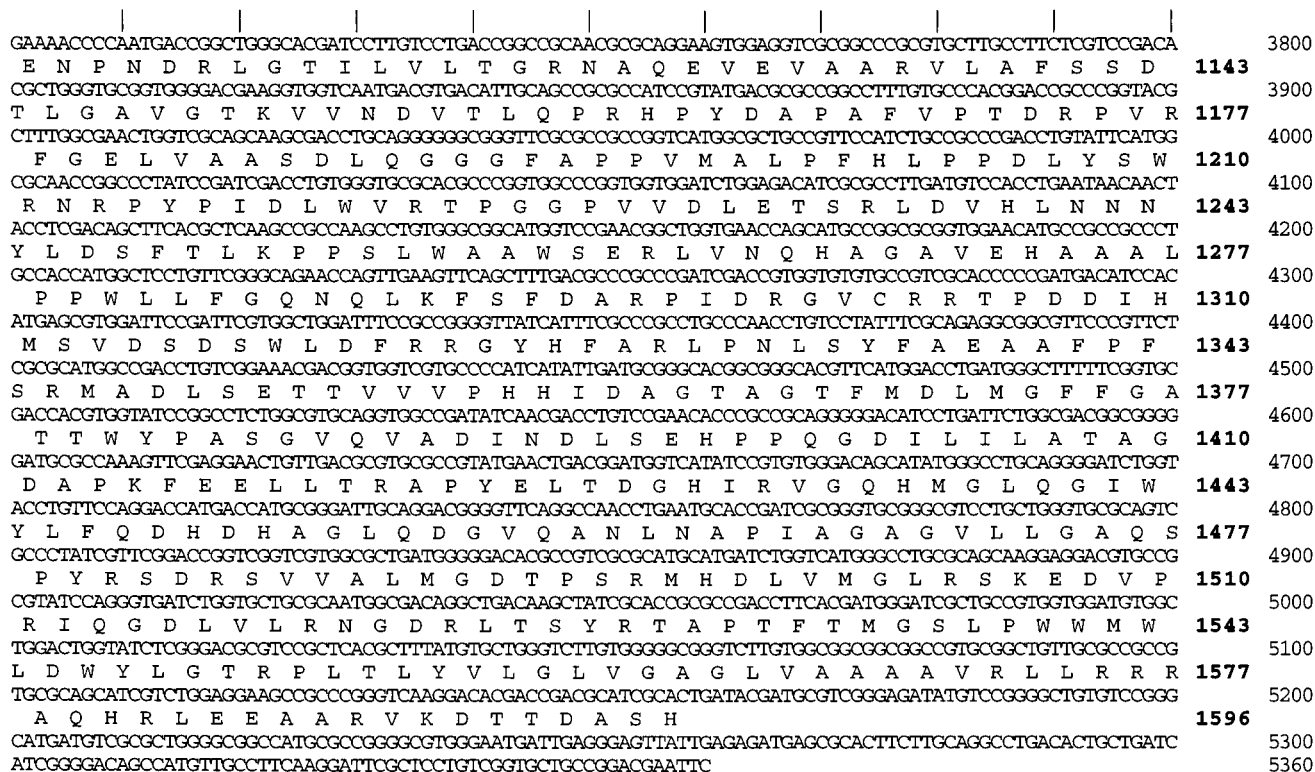 GAAAACCCCAATGACCGGCTGGGCACGATCCTTGTCCTGACCGGCCGCAACGCGCAGGAAGTGGAGGTCGCGGCCCGCGTGCTTGCCTTCTCGTCCGACA 3800
E N P N D R L G T I L V L T G R N A Q E V E V A A R V L A F S S D 1143
CGCTGGGTGCGGTGGGGACGAAGGTGGTCAATGACGTGACATTGCAGCCGCGCCATCCGTATGACGCGCCGGCCTTTGTGCCCACGGACCGCCCGGTACG 3900
T L G A V G T K V V N D V T L Q P R H P Y D A P A F V P T D R P V R 1177
CTTTGGCGAACTGGTCGCAGCAAGCGACCTGCAGGGGGGCGGGTTCGCGCCGCCGGTCATGGCGCTGCCGTTCCATCTGCCGCCCGACCTGTATTCATGG 4000
F G E L V A A S D L Q G G G F A P P V M A L P F H L P P D L Y S W 1210
CGCAACCGGCCCTATCCGATCGACCTGTGGGTGCGCACGCCCGGTGGCCCGGTGGTGGATCTGGAGACATCGCGCCTTGATGTCCACCTGAATAACAACT 4100
R N R P Y P I D L W V R T P G G P V V D L E T S R L D V H L N N N 1243
ACCTCGACAGCTTCACGCTCAAGCCGCCAAGCCTGTGGGCGGCATGGTCCGAACGGCTGGTGAACCAGCATGCCGGCGCGGTGGAACATGCCGCCGCCCT 4200
Y L D S F T L K P P S L W A A W S E R L V N Q H A G A V E H A A A L 1277
GCCACCATGGCTCCTGTTCGGGCAGAACCAGTTGAAGTTCAGCTTTGACGCCCGCCCGATCGACCGTGGTGTGTGCCGTCGCACCCCCGATGACATCCAC 4300
P P W L L F G Q N Q L K F S F D A R P I D R G V C R R T P D D I H 1310
ATGAGCGTGGATTCCGATTCGTGGCTGGATTTCCGCCGGGGTTATCATTTCGCCCGCCTGCCCAACCTGTCCTATTTCGCAGAGGCGGCGTTCCCGTTCT 4400
M S V D S D S W L D F R R G Y H F A R L P N L S Y F A E A A F P F 1343
CGCGCATGGCCGACCTGTCGGAAACGACGGTGGTCGTGCCCCATCATATTGATGCGGGCACGGCGGGCACGTTCATGGACCTGATGGGCTTTTTCGGTGC 4500
S R M A D L S E T T V V V P H H I D A G T A G T F M D L M G F F G A 1377
GACCACGTGGTATCCGGCCTCTGGCGTGCAGGTGGCCGATATCAACGACCTGTCCGAACACCCGCCGCAGGGGGACATCCTGATTCTGGCGACGGCGGGG 4600
T T W Y P A S G V Q V A D I N D L S E H P P Q G D I L I L A T A G 1410
GATGCGCCAAAGTTCGAGGAACTGTTGACGCGTGCGCCGTATGAACTGACGGATGGTCATATCCGTGTGGGACAGCATATGGGCCTGCAGGGGATCTGGT 4700
D A P K F E E L L T R A P Y E L T D G H I R V G Q H M G L Q G I W 1443
ACCTGTTCCAGGACCATGACCATGCGGGATTGCAGGACGGGGTTCAGGCCAACCTGAATGCACCGATCGCGGGTGCGGGCGTCCTGCTGGGTGCGCAGTC 4800
Y L F Q D H D H A G L Q D G V Q A N L N A P I A G A G V L L G A Q S 1477
GCCCTATCGTTCGGACCGGTCGGTCGTGGCGCTGATGGGGGACACGCCGTCGCGCATGCATGATCTGGTCATGGGCCTGCGCAGCAAGGAGGACGTGCCG 4900
P Y R S D R S V V A L M G D T P S R M H D L V M G L R S K E D V P 1510
CGTATCCAGGGTGATCTGGTGCTGCGCAATGGCGACAGGCTGACAAGCTATCGCACCGCGCCGACCTTCACGATGGGATCGCTGCCGTGGTGGATGTGGC 5000
R I Q G D L V L R N G D R L T S Y R T A P T F T M G S L P W W M W 1543
TGGACTGGTATCTCGGGACGCGTCCGCTCACGCTTTATGTGCTGGGTCTTGTGGGGGCGGGTCTTGTGGCGGCGGCGGCCGTGCGGCTGTTGCGCCGCCG 5100
L D W Y L G T R P L T L Y V L G L V G A G L V A A A A V R L L R R R 1577
TGCGCAGCATCGTCTGGAGGAAGCCGCCCGGGTCAAGGACACGACCGACGCATCGCACTGATACGATGCGTCGGGAGATATGTCCGGGGCTGTGTCCGGG 5200
A Q H R L E E A A R V K D T T D A S H 1596
CATGATGTCGCGCTGGGGCGGCCATGCGCCGGGGCGTGGGAATGATTGAGGGAGTTATTGAGAGATGAGCGCACTTCTTGCAGGCCTGACACTGCTGATC 5300
ATCGGGGACAGCCATGTTGCCTTCAAGGATTCGCTCCTGTCGGTGCTGCCGGACGAATTC 5360